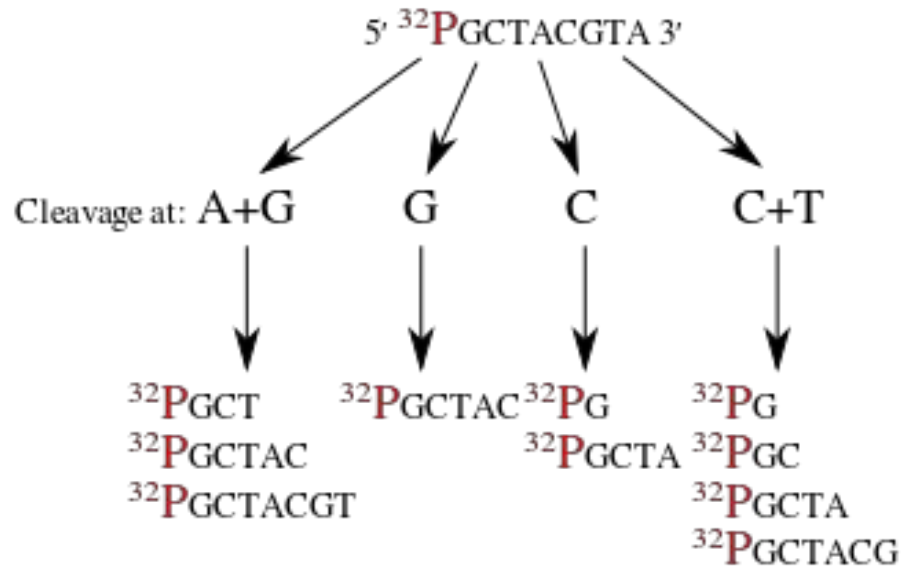 5' ³²PGCTACGTA 3'
Cleavage at: A+G G C C+T
³²PGCT ³²PGCTAC ³²PG ³²PG
³²PGCTAC ³²PGCTA ³²PGC
³²PGCTACGT ³²PGCTA
³²PGCTACG